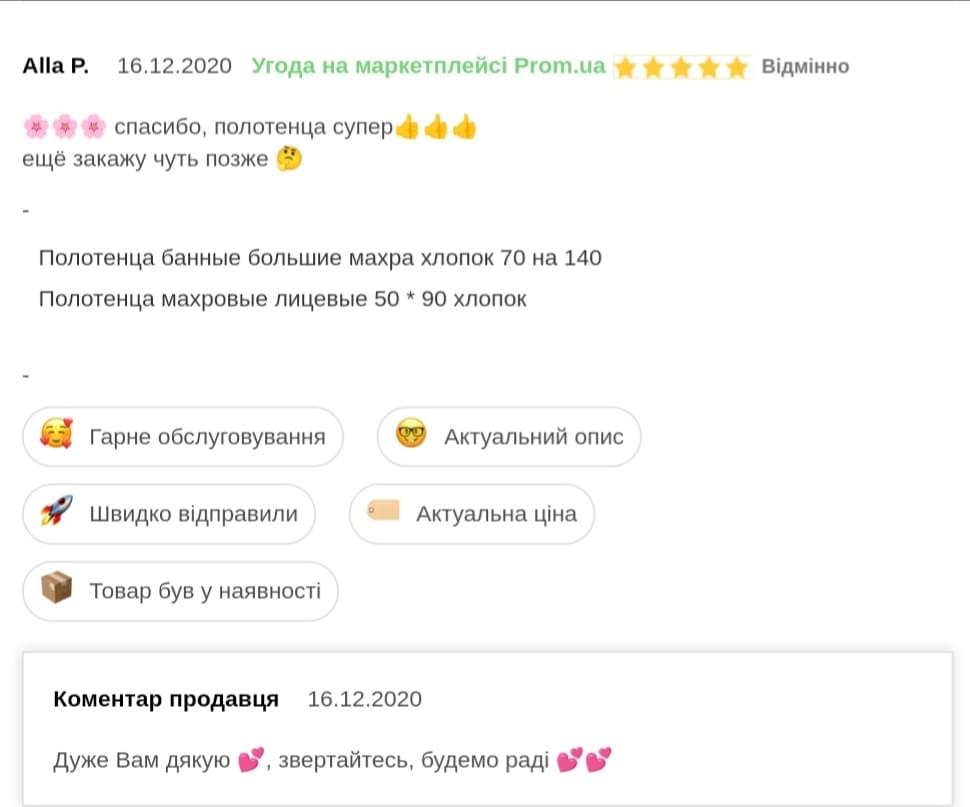 Alla P. 16.12.2020 Угода на маркетплейсі Prom.ua ⭐⭐⭐⭐⭐ Відмінно
🌸🌸🌸 спасибо, полотенца супер👍👍👍
ещё закажу чуть позже 🤔
-
Полотенца банные большие махра хлопок 70 на 140
Полотенца махровые лицевые 50 * 90 хлопок
-
🥰 Гарне обслуговування 🤓 Актуальний опис
🚀 Швидко відправили 🏷️ Актуальна ціна
📦 Товар був у наявності
Коментар продавця 16.12.2020
Дуже Вам дякую 💕, звертайтесь, будемо раді 💕💕